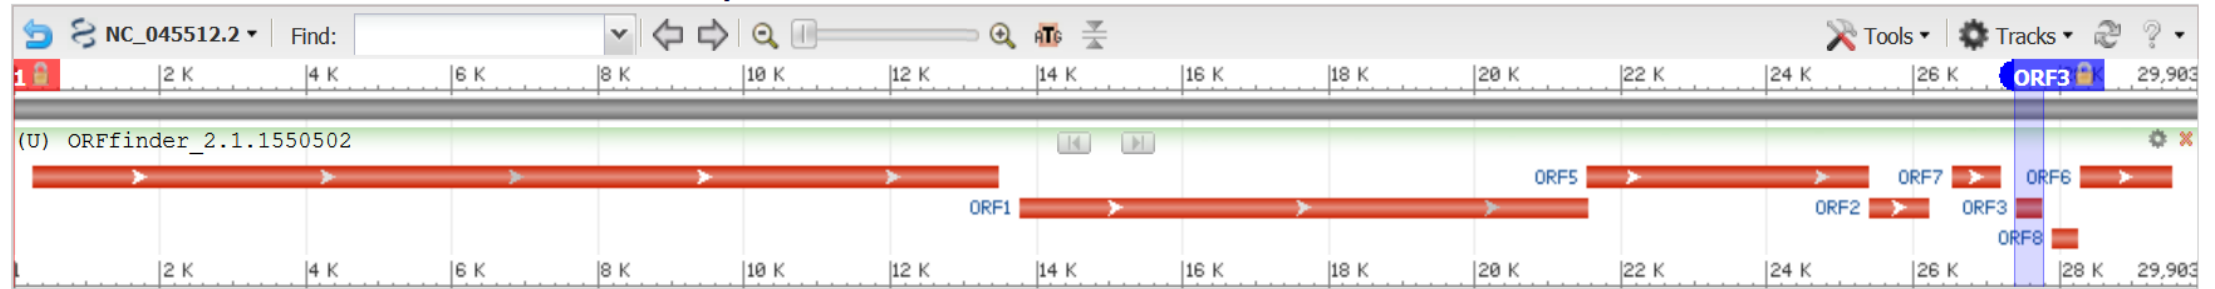 NC_045512.2 Find: ATG Tools Tracks ?
1 2 K 4 K 6 K 8 K 10 K 12 K 14 K 16 K 18 K 20 K 22 K 24 K 26 K ORF3 K 29,903
(U) ORFfinder_2.1.1550502
ORF5 ORF7 ORF6
ORF1 ORF2 ORF3
ORF8
1 2 K 4 K 6 K 8 K 10 K 12 K 14 K 16 K 18 K 20 K 22 K 24 K 26 K 28 K 29,903